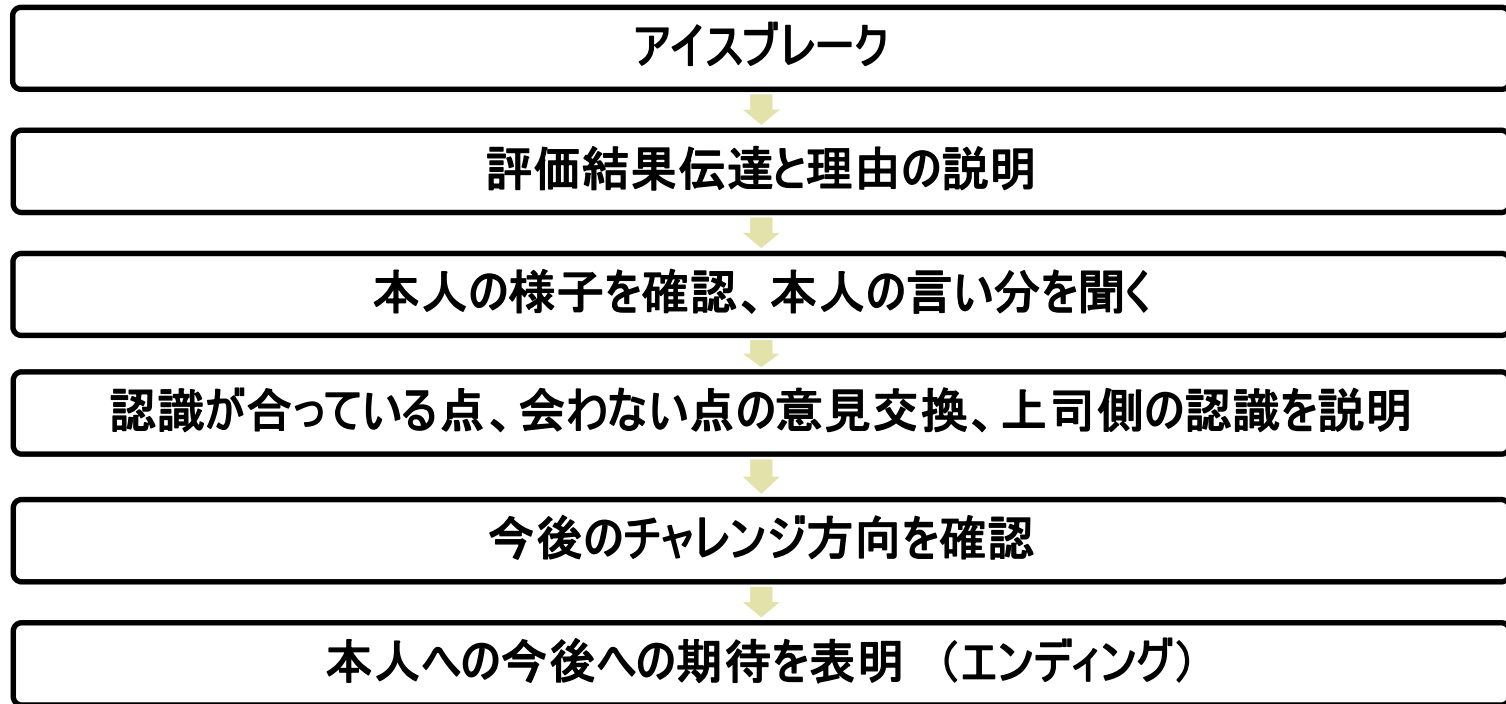 アイスブレーク
評価結果伝達と理由の説明
本人の様子を確認、本人の言い分を聞く
認識が合っている点、会わない点の意見交換、上司側の認識を説明
今後のチャレンジ方向を確認
本人への今後への期待を表明　（エンディング）